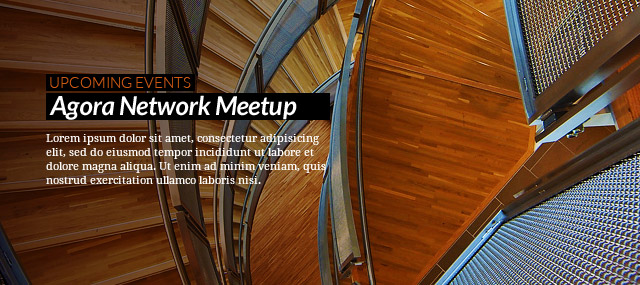 UPCOMING EVENTS
Agora Network Meetup
Lorem ipsum dolor sit amet, consectetur adipisicing
elit, sed do eiusmod tempor incididunt ut labore et
dolore magna aliqua. Ut enim ad minim veniam, quis
nostrud exercitation ullamco laboris nisi.